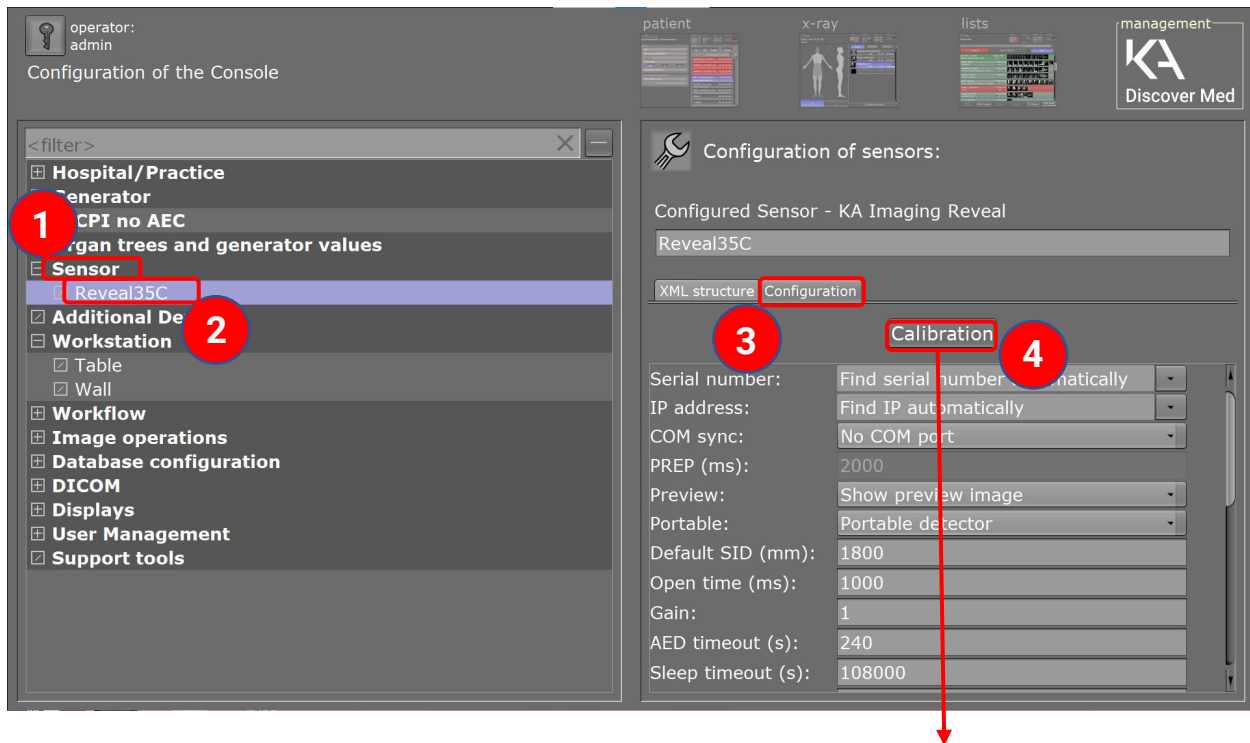 operator:
admin
Configuration of the Console
patient
x-ray
lists
management
KA
Discover Med
<filter>
Hospital/Practice
Generator
CPI no AEC
rgan trees and generator values
Sensor
Reveal35C
Additional De
Workstation
Table
Wall
Workflow
Image operations
Database configuration
DICOM
Displays
User Management
Support tools
1
2
Configuration of sensors:
Configured Sensor - KA Imaging Reveal
Reveal35C
XML structure
Configuration
3
Calibration
4
Serial number: Find serial number automatically
IP address: Find IP automatically
COM sync: No COM port
PREP (ms): 2000
Preview: Show preview image
Portable: Portable detector
Default SID (mm): 1800
Open time (ms): 1000
Gain: 1
AED timeout (s): 240
Sleep timeout (s): 108000